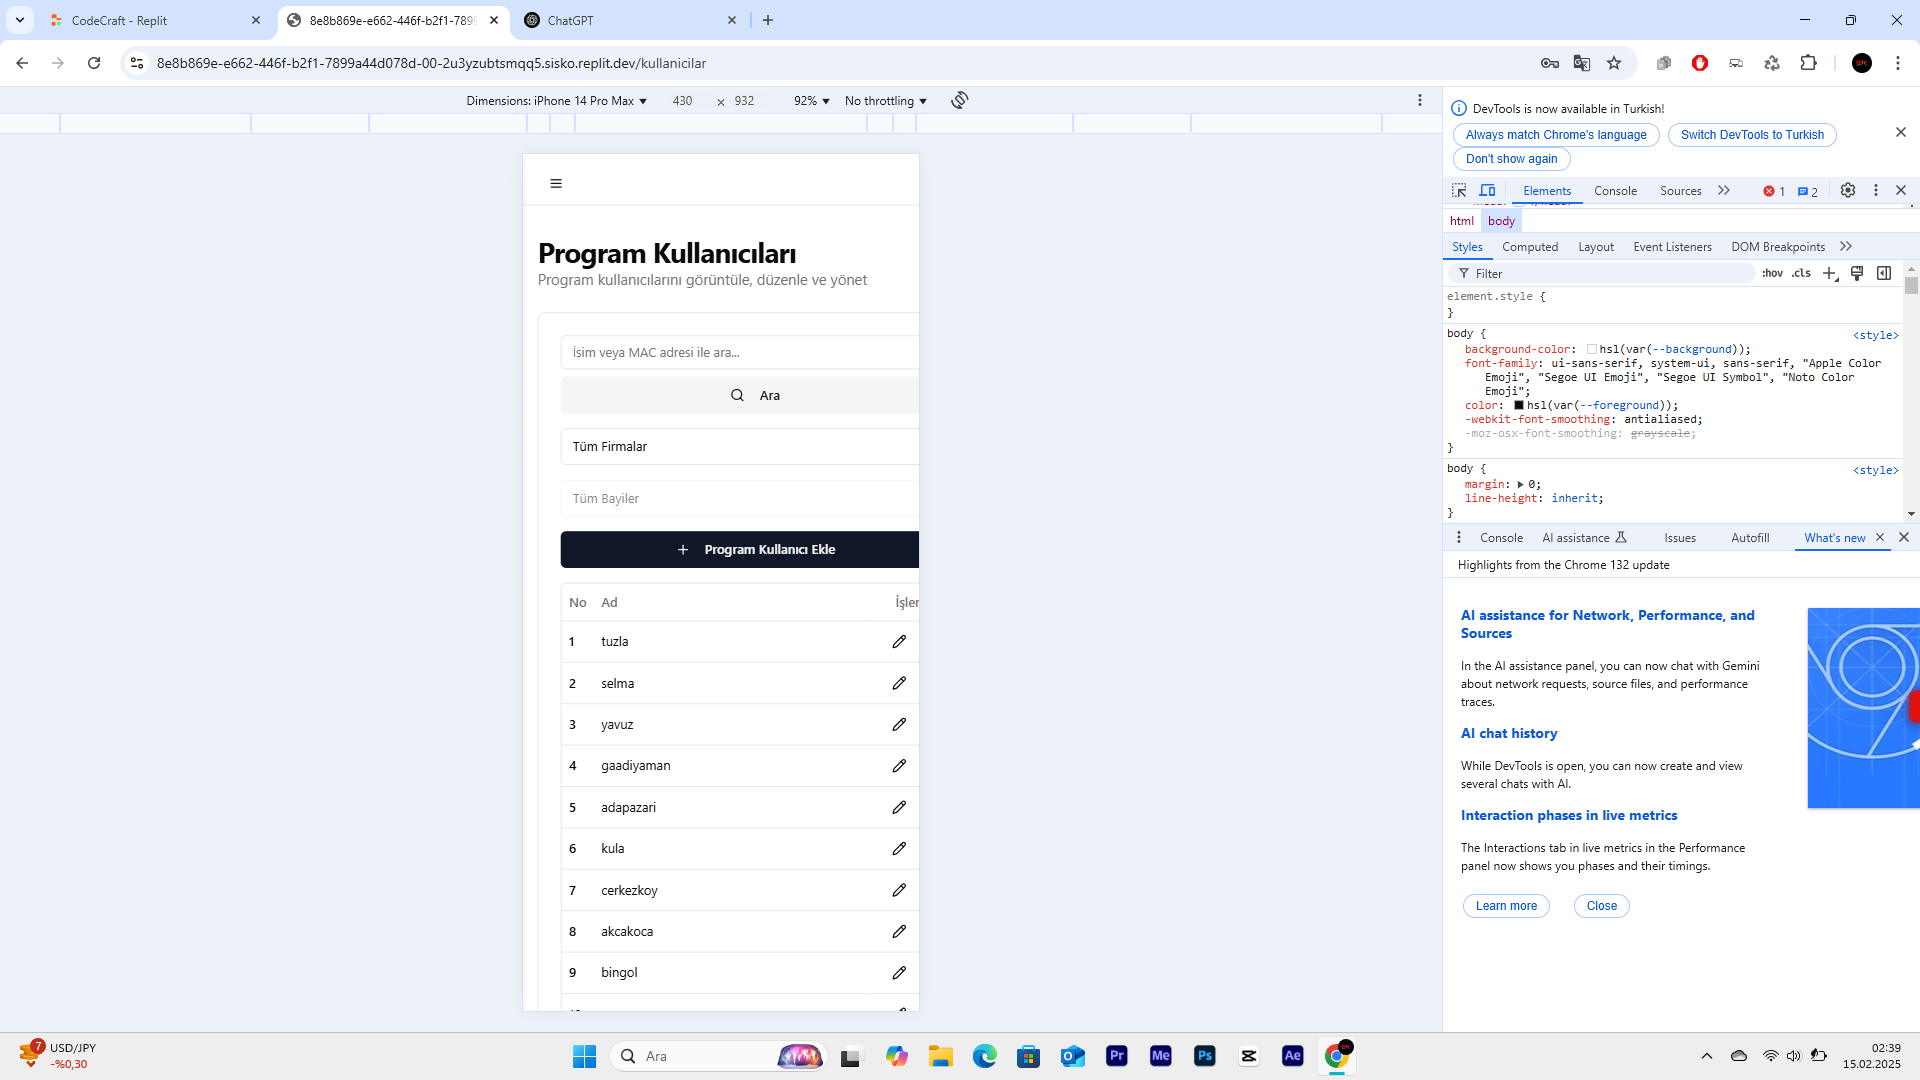 CodeCraft - Replit
8e8b869e-e662-446f-b2f1-789
ChatGPT
8e8b869e-e662-446f-b2f1-7899a44d078d-00-2u3yzubtsmqq5.sisko.replit.dev/kullanicilar
Dimensions: iPhone 14 Pro Max 430 × 932 92% No throttling
Program Kullanıcıları
Program kullanıcılarını görüntüle, düzenle ve yönet
İsim veya MAC adresi ile ara...
Ara
Tüm Firmalar
Tüm Bayiler
+ Program Kullanıcı Ekle
No Ad İşler
1 tuzla
2 selma
3 yavuz
4 gaadiyaman
5 adapazari
6 kula
7 cerkezkoy
8 akcakoca
9 bingol
DevTools is now available in Turkish!
Always match Chrome's language Switch DevTools to Turkish
Don't show again
Elements Console Sources 1 2
html body
Styles Computed Layout Event Listeners DOM Breakpoints
Filter :hov .cls
element.style {
}
body { <style>
background-color: hsl(var(--background));
font-family: ui-sans-serif, system-ui, sans-serif, "Apple Color
Emoji", "Segoe UI Emoji", "Segoe UI Symbol", "Noto Color
Emoji";
color: hsl(var(--foreground));
-webkit-font-smoothing: antialiased;
-moz-osx-font-smoothing: grayscale;
}
body { <style>
margin: 0;
line-height: inherit;
}
Console AI assistance Issues Autofill What's new
Highlights from the Chrome 132 update
AI assistance for Network, Performance, and
Sources
In the AI assistance panel, you can now chat with Gemini
about network requests, source files, and performance
traces.
AI chat history
While DevTools is open, you can now create and view
several chats with AI.
Interaction phases in live metrics
The Interactions tab in live metrics in the Performance
panel now shows you phases and their timings.
Learn more Close
7
USD/JPY
-%0,30
Ara
Pr Me Ps Ae
02:39
15.02.2025